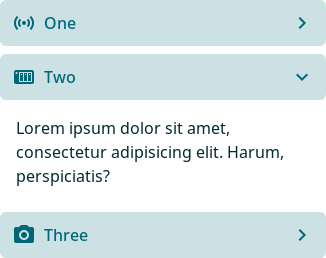 One
Two
Lorem ipsum dolor sit amet,
consectetur adipisicing elit. Harum,
perspiciatis?
Three